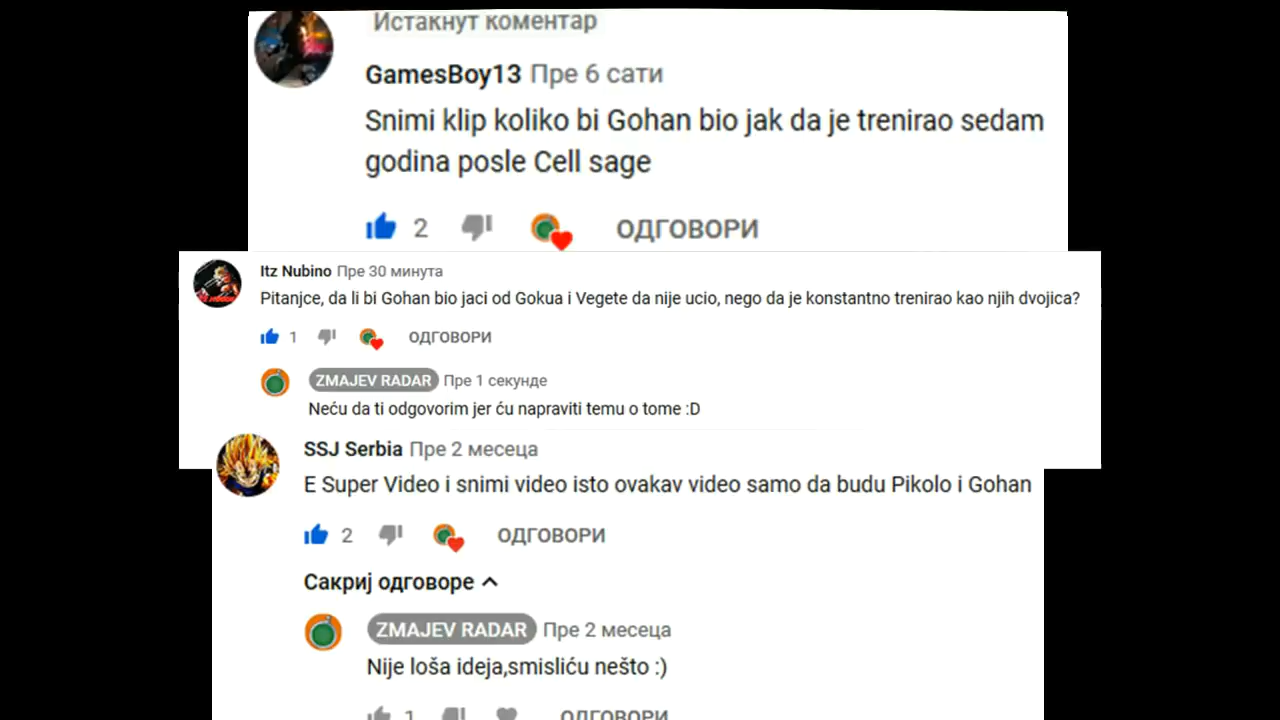 Истакнут коментар
GamesBoy13 Пре 6 сати
Snimi klip koliko bi Gohan bio jak da je trenirao sedam
godina posle Cell sage
2 ОДГОВОРИ
Itz Nubino Пре 30 минута
Pitanjce, da li bi Gohan bio jaci od Gokua i Vegete da nije ucio, nego da je konstantno trenirao kao njih dvojica?
1 ОДГОВОРИ
ZMAJEV RADAR Пре 1 секунде
Neću da ti odgovorim jer ću napraviti temu o tome :D
SSJ Serbia Пре 2 месеца
E Super Video i snimi video isto ovakav video samo da budu Pikolo i Gohan
2 ОДГОВОРИ
Сакриј одговоре
ZMAJEV RADAR Пре 2 месеца
Nije loša ideja,smisliću nešto :)
1 ОДГОВОРИ